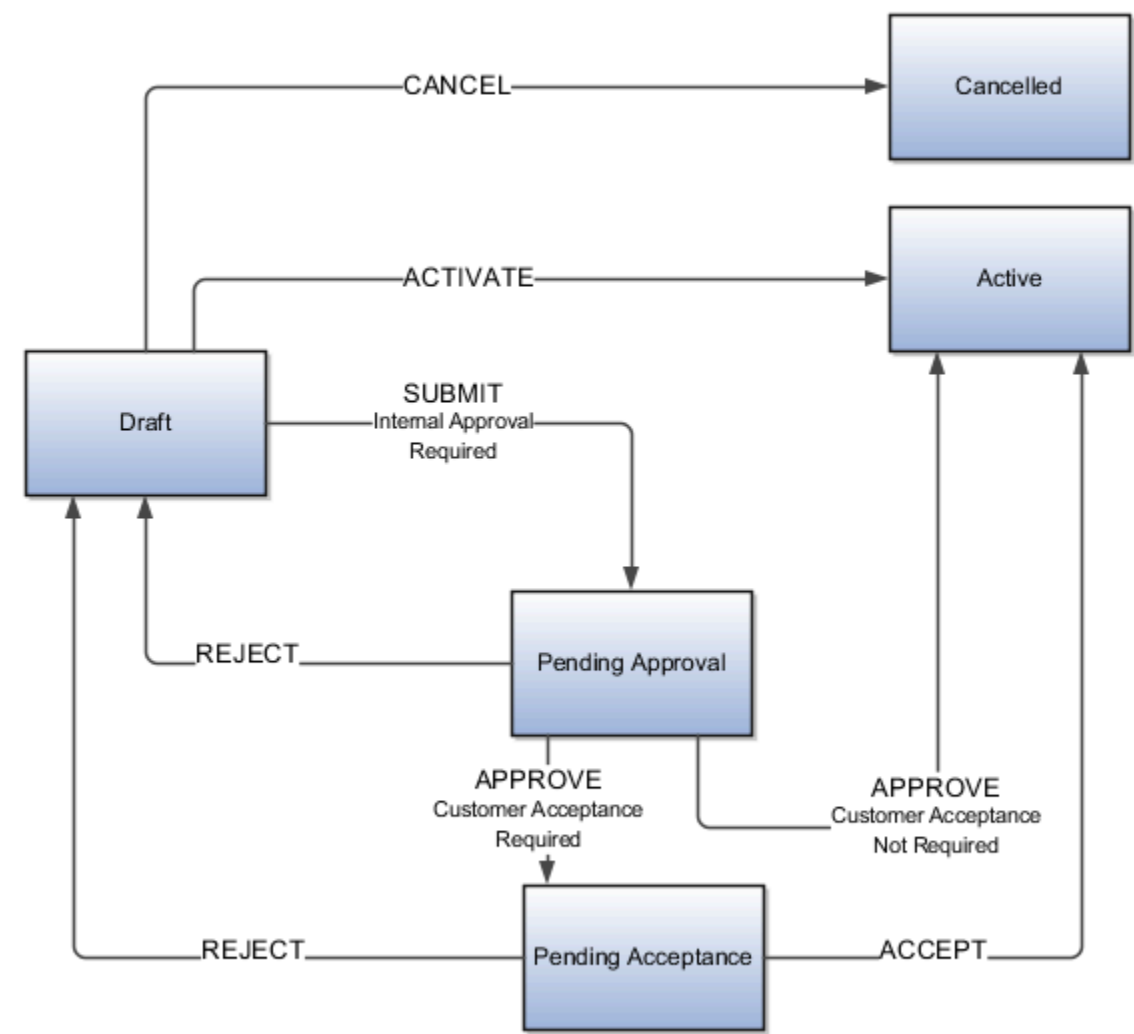 CANCEL
Cancelled
ACTIVATE
Active
Draft
SUBMIT
Internal Approval
Required
REJECT
Pending Approval
APPROVE
Customer Acceptance
Required
APPROVE
Customer Acceptance
Not Required
REJECT
Pending Acceptance
ACCEPT